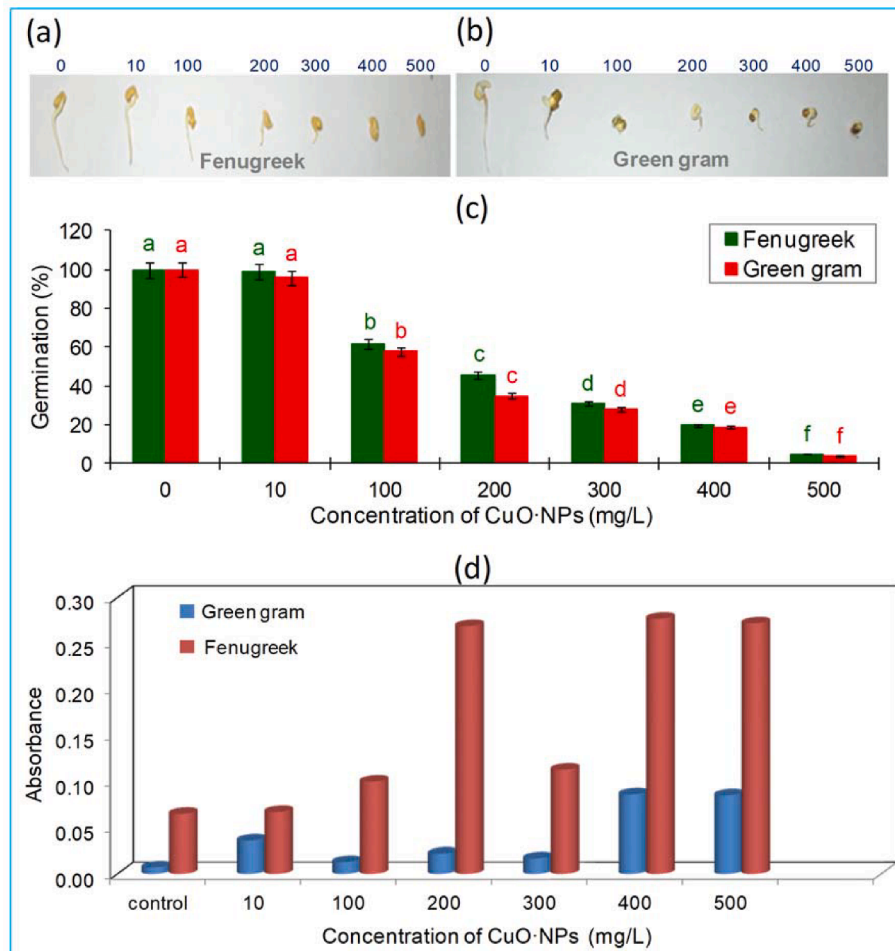 (a)
(b)
0 10 100 200 300 400 500
0 10 100 200 300 400 500
Fenugreek
Green gram
(c)
120
100
80
60
40
20
0
Germination (%)
a a a a b b c c d d e e f f
Fenugreek
Green gram
0 10 100 200 300 400 500
Concentration of CuO·NPs (mg/L)
(d)
0.30
0.25
0.20
0.15
0.10
0.05
0.00
Absorbance
Green gram
Fenugreek
control 10 100 200 300 400 500
Concentration of CuO·NPs (mg/L)